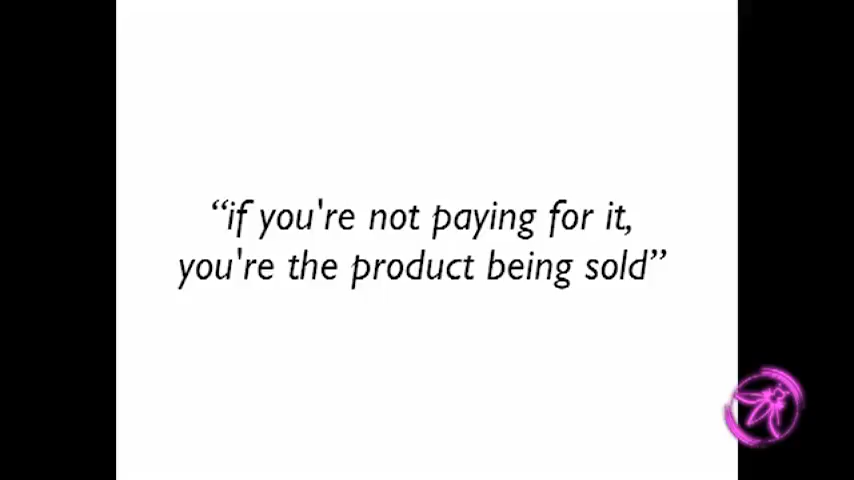 “if you're not paying for it,
you're the product being sold”